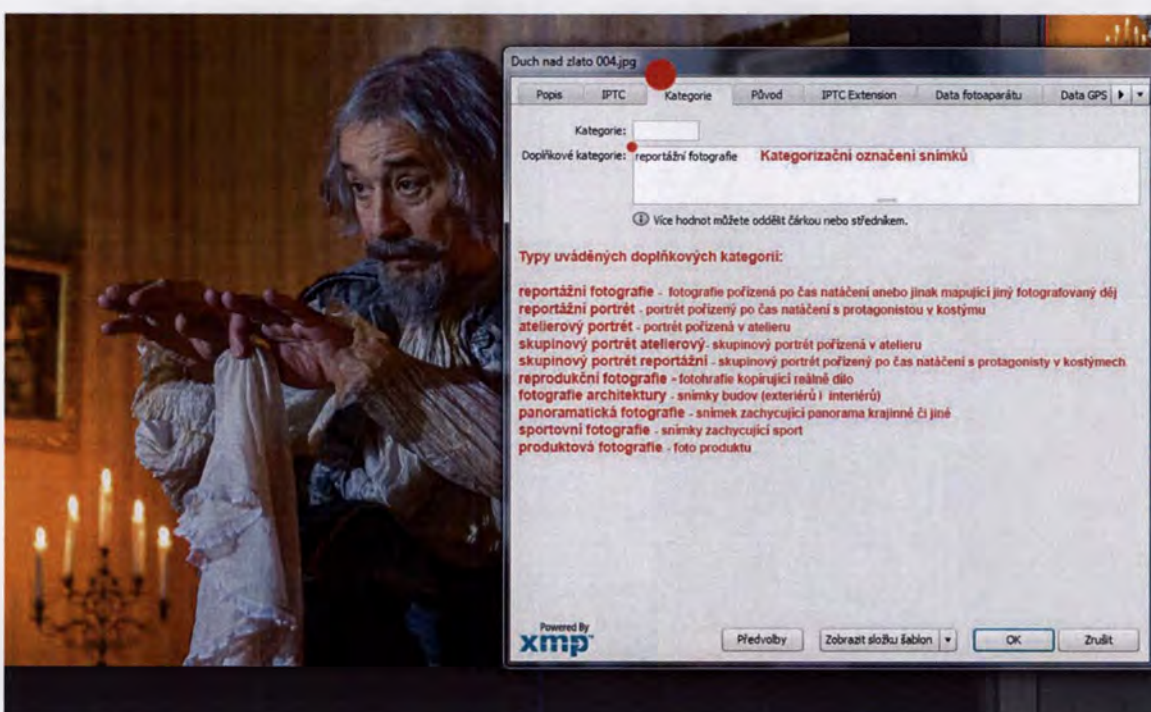 Duch nad zlato 004.jpg
Popis IPTC Kategorie Původ IPTC Extension Data fotoaparátu Data GPS
Kategorie:
Doplňkové kategorie: reportážní fotografie Kategorizační označení snímků
Více hodnot můžete oddělit čárkou nebo středníkem.
Typy uváděných doplňkových kategorií:
reportážní fotografie - fotografie pořízená po čas natáčení anebo jinak mapující jiný fotografovaný děj
reportážní portrét - portrét pořízený po čas natáčení s protagonistou v kostýmu
atelierový portrét - portrét pořízená v atelieru
skupinový portrét atelierový - skupinový portrét pořízená v atelieru
skupinový portrét reportážní - skupinový portrét pořízený po čas natáčení s protagonisty v kostýmech
reprodukční fotografie - fotohrafie kopírující reálné dílo
fotografie architektury - snímky budov (exteriérů i interiérů)
panoramatická fotografie - snímek zachycující panorama krajinné či jiné
sportovní fotografie - snímky zachycující sport
produktová fotografie - foto produktu
Powered By
xmp™
Předvolby Zobrazit složku šablon OK Zrušit